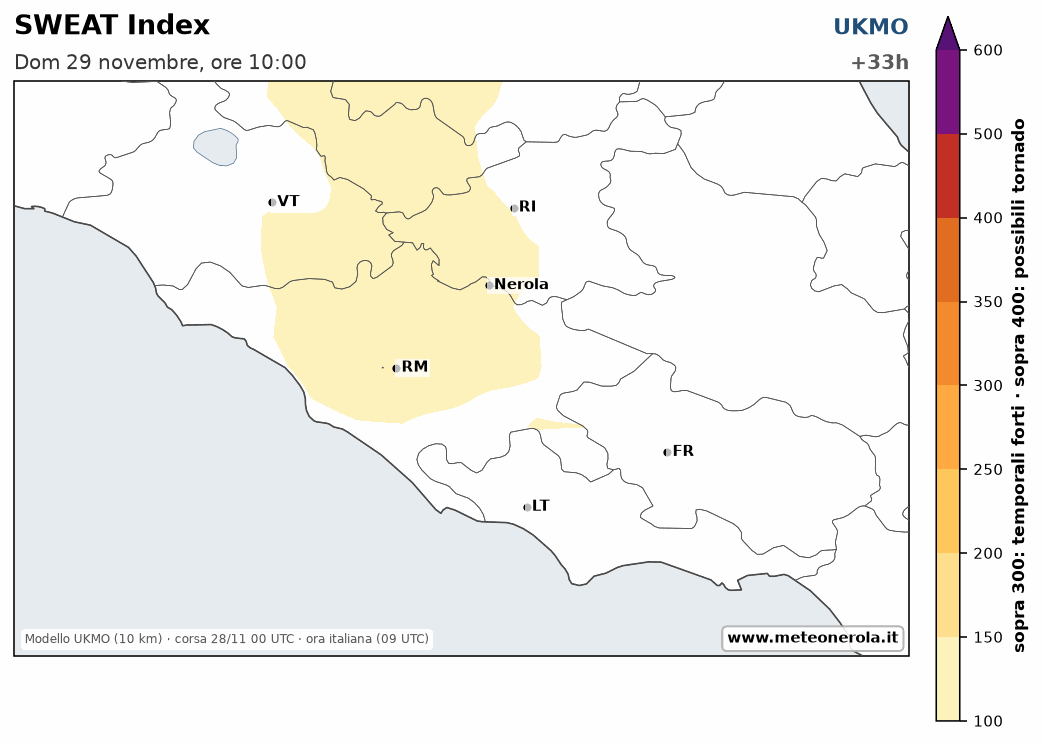 SWEAT Index
UKMO
Dom 29 novembre, ore 10:00
+33h
VT
RI
Nerola
RM
FR
LT
Modello UKMO (10 km) · corsa 28/11 00 UTC · ora italiana (09 UTC)
www.meteonerola.it
600
500
400
350
300
250
200
150
100
sopra 300: temporali forti · sopra 400: possibili tornado